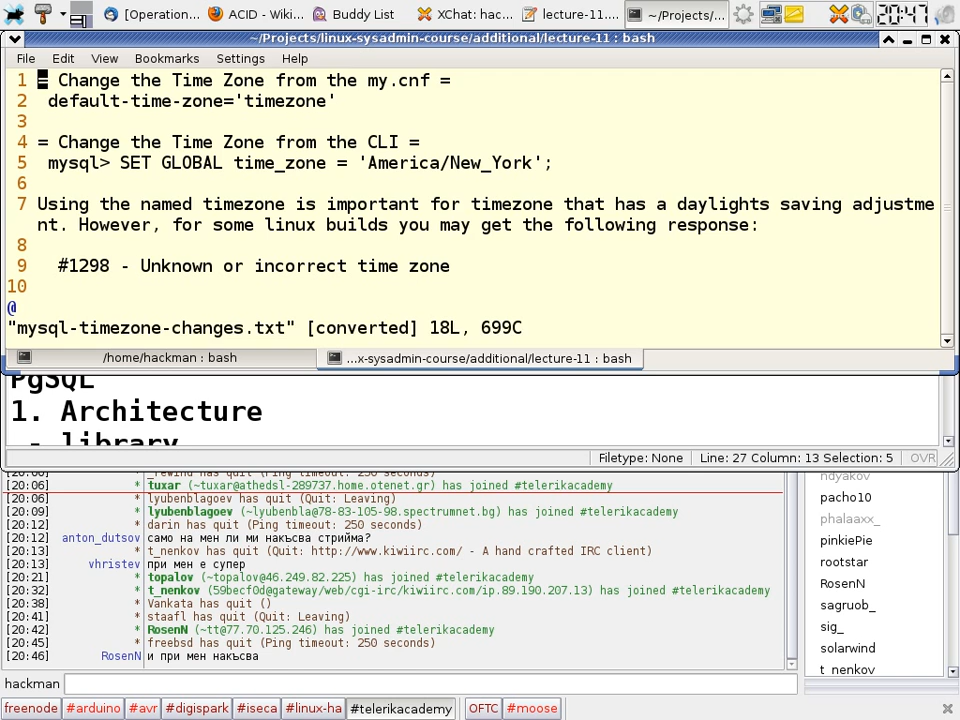 [Operation... ACID - Wiki... Buddy List XChat: hac... lecture-11.... ~/Projects/... 20:47
~/Projects/linux-sysadmin-course/additional/lecture-11 : bash
File Edit View Bookmarks Settings Help
1 = Change the Time Zone from the my.cnf =
2 default-time-zone='timezone'
3
4 = Change the Time Zone from the CLI =
5 mysql> SET GLOBAL time_zone = 'America/New_York';
6
7 Using the named timezone is important for timezone that has a daylights saving adjustme
nt. However, for some linux builds you may get the following response:
8
9 #1298 - Unknown or incorrect time zone
10
@
"mysql-timezone-changes.txt" [converted] 18L, 699C
/home/hackman : bash ...x-sysadmin-course/additional/lecture-11 : bash
PgSQL
1. Architecture
- library
Filetype: None Line: 27 Column: 13 Selection: 5 OVR
[20:06] * rewind has quit (Ping timeout: 250 seconds)
[20:06] * tuxar (~tuxar@athedsl-289737.home.otenet.gr) has joined #telerikacademy
[20:06] * lyubenblagoev has quit (Quit: Leaving)
[20:09] * lyubenblagoev (~lyubenbla@78-83-105-98.spectrumnet.bg) has joined #telerikacademy
[20:12] * darin has quit (Ping timeout: 250 seconds)
[20:12] anton_dutsov само на мен ли ми накъсва стрийма?
[20:13] * t_nenkov has quit (Quit: http://www.kiwiirc.com/ - A hand crafted IRC client)
[20:13] vhristev при мен е супер
[20:21] * topalov (~topalov@46.249.82.225) has joined #telerikacademy
[20:32] * t_nenkov (59becf0d@gateway/web/cgi-irc/kiwiirc.com/ip.89.190.207.13) has joined #telerikacademy
[20:38] * Vankata has quit ()
[20:41] * staafl has quit (Quit: Leaving)
[20:42] * RosenN (~tt@77.70.125.246) has joined #telerikacademy
[20:45] * freebsd has quit (Ping timeout: 250 seconds)
[20:46] RosenN и при мен накъсва
ndyakov
pacho10
phalaaxx_
pinkiePie
rootstar
RosenN
sagruob_
sig_
solarwind
t_nenkov
hackman
freenode #arduino #avr #digispark #iseca #linux-ha #telerikacademy OFTC #moose